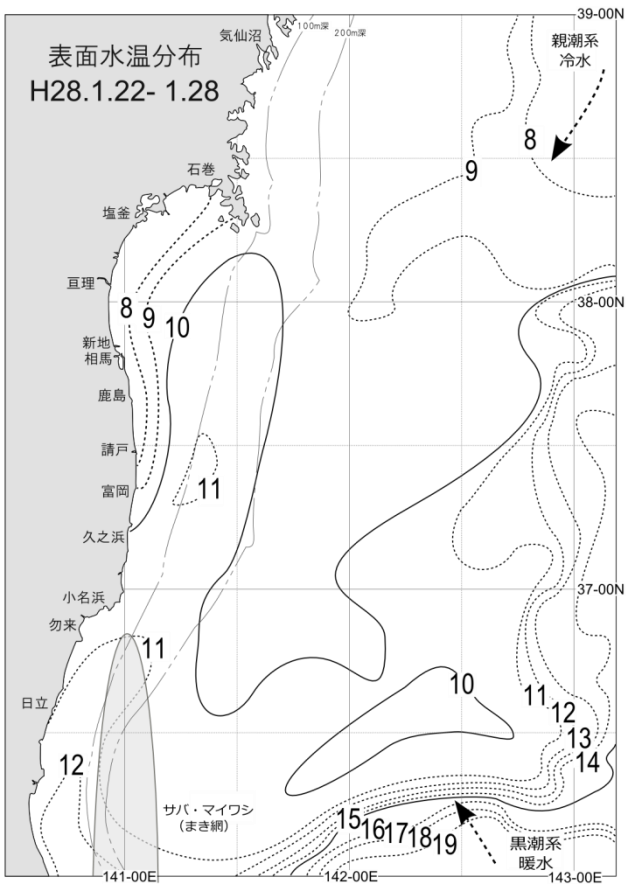 39-00N
100m深
200m深
気仙沼
表面水温分布
H28.1.22- 1.28
親潮系
冷水
8
9
石巻
塩釜
亘理
38-00N
8
9
10
新地
相馬
鹿島
請戸
11
富岡
久之浜
37-00N
小名浜
勿来
11
10
11
12
13
14
日立
12
サバ・マイワシ
(まき網)
15
16
17
18
19
黒潮系
暖水
141-00E
142-00E
143-00E